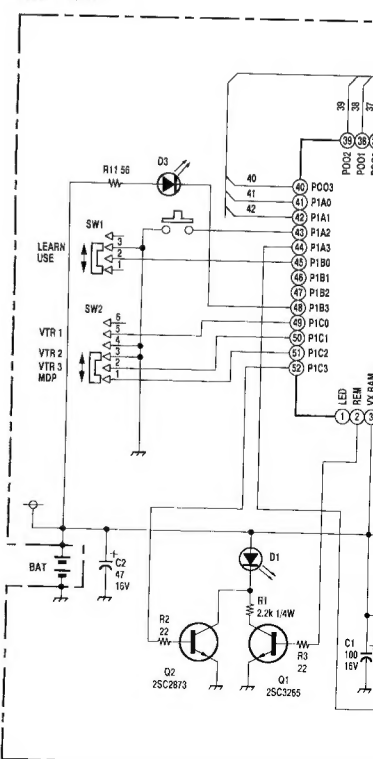 39
38
37
39
38
POO2
POO1
R11 56
D3
40
41
42
40 POO3
41 P1A0
42 P1A1
43 P1A2
44 P1A3
45 P1B0
46 P1B1
47 P1B2
48 P1B3
49 P1C0
50 P1C1
51 P1C2
52 P1C3
SW1
LEARN
USE
3
2
1
SW2
VTR 1
VTR 2
VTR 3
MDP
6
5
4
3
2
1
LED
REM
1
2
3
BAT
+
C2
47
16V
D1
R1
2.2k 1/4W
R2
22
R3
22
Q2
2SC2873
Q1
2SC3265
C1
100
16V